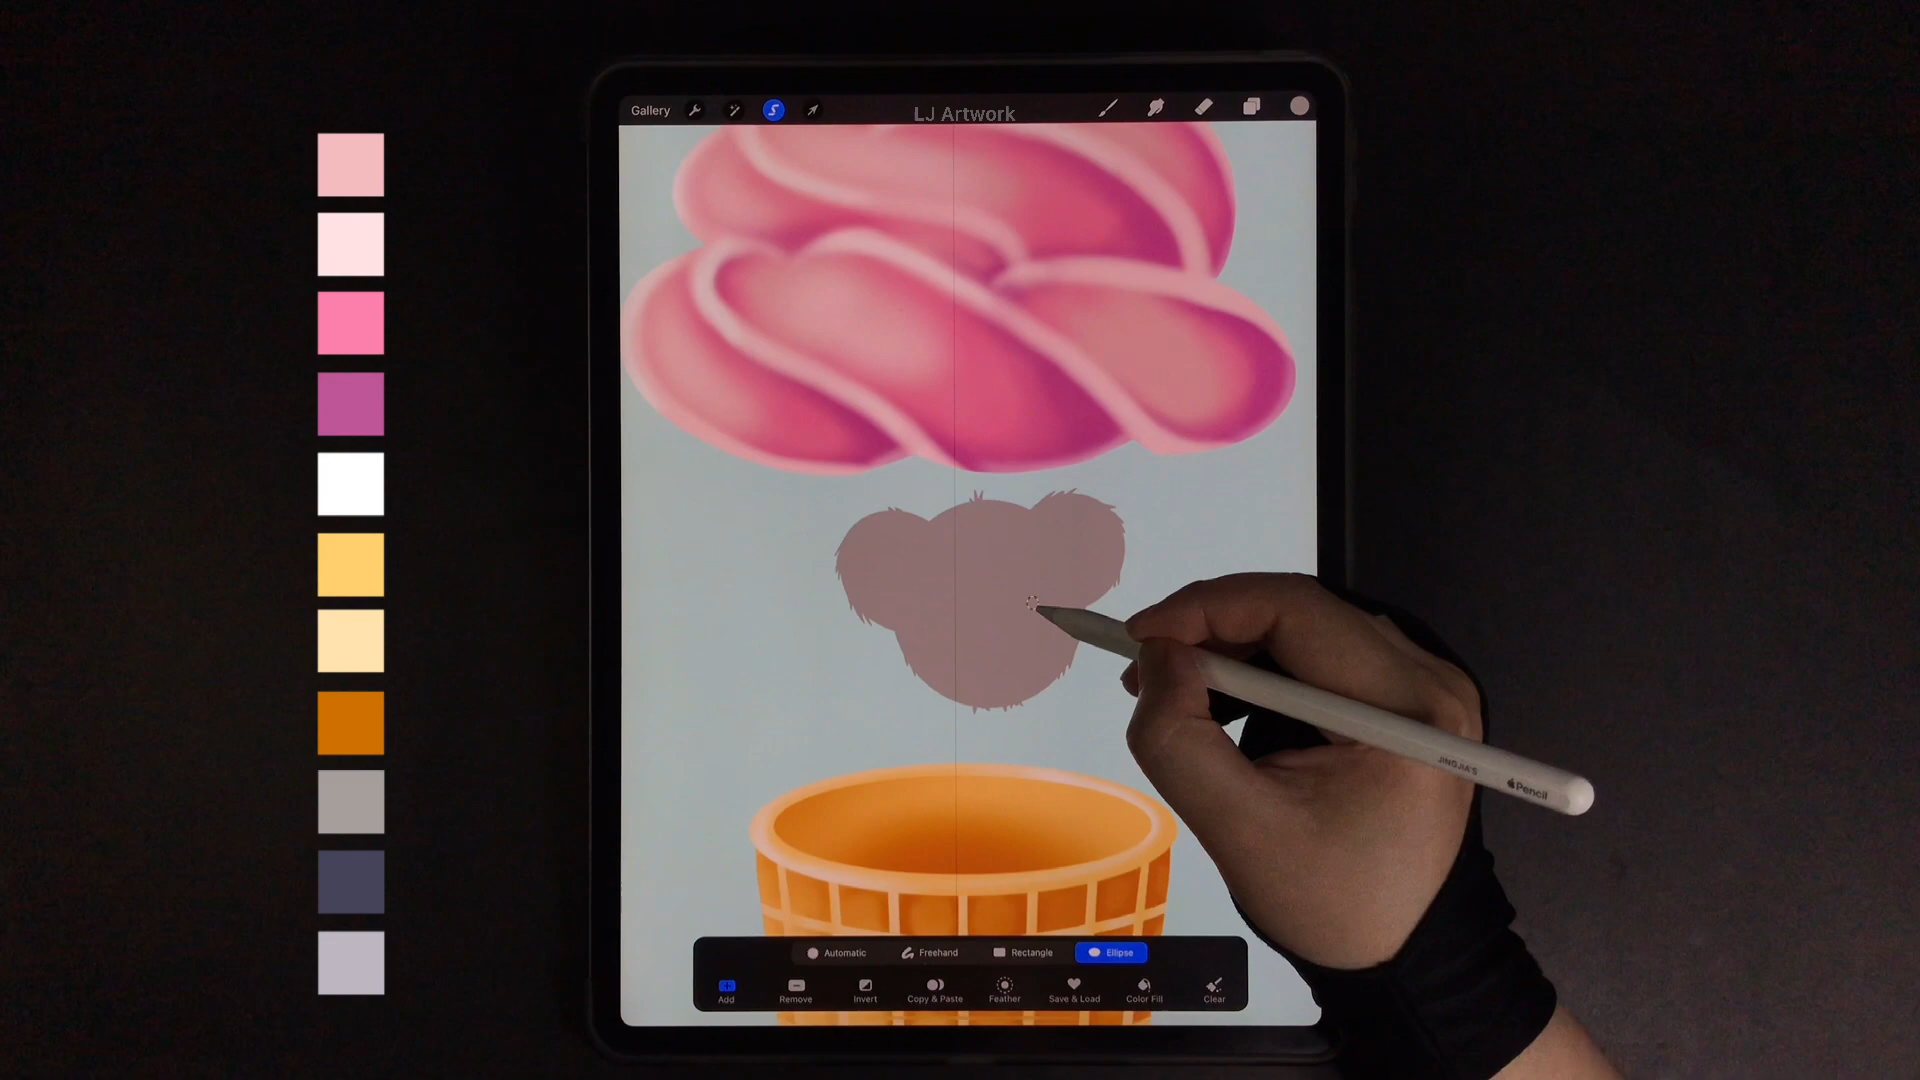 Gallery
LJ Artwork
JINGJIA'S
Pencil
Automatic
Freehand
Rectangle
Ellipse
Add
Remove
Invert
Copy & Paste
Feather
Save & Load
Color Fill
Clear